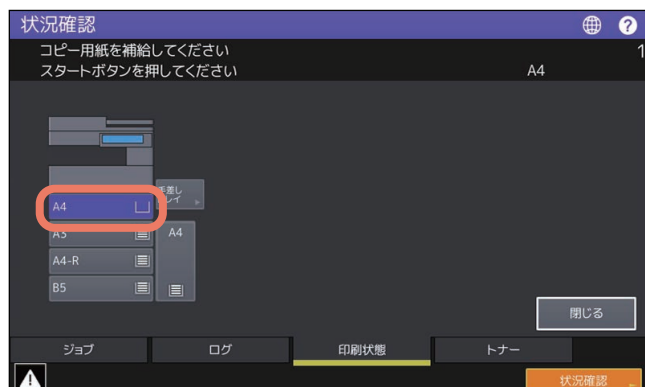 状況確認
?
コピー用紙を補給してください
1
スタートボタンを押してください
A4
手差し
トレイ
A4
A3
A4
A4-R
B5
閉じる
ジョブ
ログ
印刷状態
トナー
状況確認